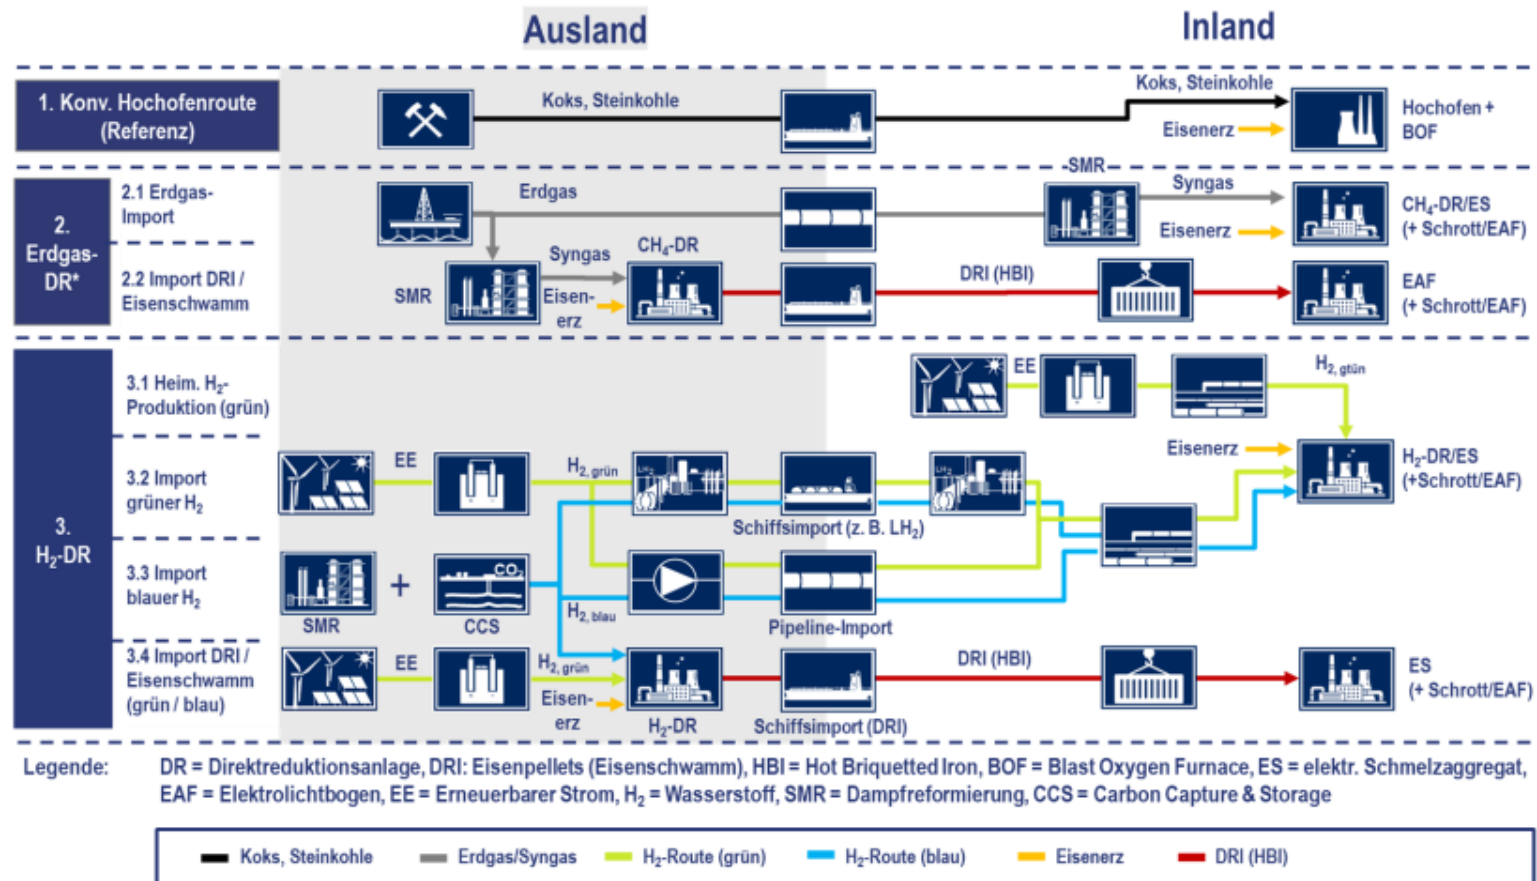 Ausland
Inland
1. Konv. Hochofenroute
(Referenz)
Koks, Steinkohle
Koks, Steinkohle
Eisenerz
Hochofen +
BOF
2.
Erdgas-
DR*
2.1 Erdgas-
Import
Erdgas
SMR
Syngas
Eisenerz
CH₄-DR/ES
(+ Schrott/EAF)
2.2 Import DRI /
Eisenschwamm
SMR
Syngas
Eisen-
erz
CH₄-DR
DRI (HBI)
EAF
(+ Schrott/EAF)
3.
H₂-DR
3.1 Heim. H₂-
Produktion (grün)
EE
H₂, gtün
3.2 Import
grüner H₂
EE
H₂, grün
LH₂
Schiffsimport (z. B. LH₂)
LH₂
Eisenerz
H₂-DR/ES
(+Schrott/EAF)
3.3 Import
blauer H₂
SMR
+
CO₂
CCS
H₂, blau
Pipeline-Import
3.4 Import DRI /
Eisenschwamm
(grün / blau)
EE
H₂, grün
Eisen-
erz
H₂-DR
Schiffsimport (DRI)
DRI (HBI)
ES
(+ Schrott/EAF)
Legende:
DR = Direktreduktionsanlage, DRI: Eisenpellets (Eisenschwamm), HBI = Hot Briquetted Iron, BOF = Blast Oxygen Furnace, ES = elektr. Schmelzaggregat,
EAF = Elektrolichtbogen, EE = Erneuerbarer Strom, H₂ = Wasserstoff, SMR = Dampfreformierung, CCS = Carbon Capture & Storage
Koks, Steinkohle
Erdgas/Syngas
H₂-Route (grün)
H₂-Route (blau)
Eisenerz
DRI (HBI)